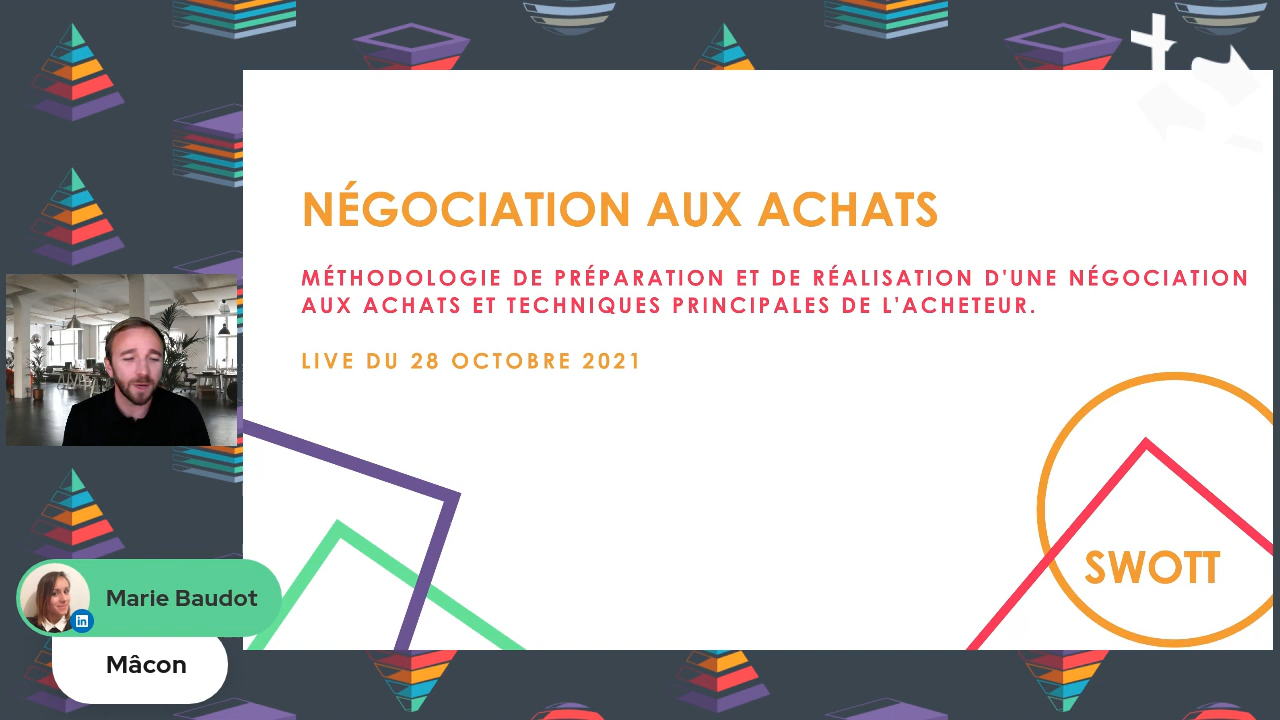 NÉGOCIATION AUX ACHATS
MÉTHODOLOGIE DE PRÉPARATION ET DE RÉALISATION D'UNE NÉGOCIATION
AUX ACHATS ET TECHNIQUES PRINCIPALES DE L'ACHETEUR.
LIVE DU 28 OCTOBRE 2021
SWOTT
Marie Baudot
in
Mâcon